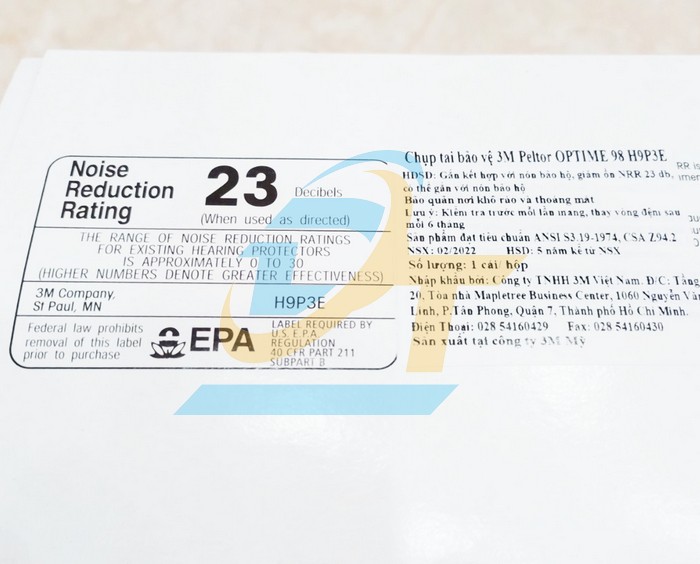 Noise
Reduction
Rating
23 Decibels
(When used as directed)
THE RANGE OF NOISE REDUCTION RATINGS
FOR EXISTING HEARING PROTECTORS
IS APPROXIMATELY 0 TO 30
(HIGHER NUMBERS DENOTE GREATER EFFECTIVENESS)
3M Company,
St Paul, MN
H9P3E
Federal law prohibits
removal of this label
prior to purchase
EPA
LABEL REQUIRED BY
U.S.E.P.A.
REGULATION
40 CFR PART 211
SUBPART B
Chụp tai bảo vệ 3M Peltor OPTIME 98 H9P3E
HDSD: Gắn kết hợp với nón bảo hộ, giảm ồn NRR 23 db,
có thể gắn với nón bảo hộ
Bảo quản nơi khô ráo và thoáng mát
Lưu ý: Kiểm tra trước mỗi lần mang, thay vòng đệm sau
mỗi 6 tháng
Sản phẩm đạt tiêu chuẩn ANSI S3.19-1974, CSA Z94.2
NSX: 02/2022 HSD: 5 năm kể từ NSX
Số lượng: 1 cái/ hộp
Nhập khẩu bởi: Công ty TNHH 3M Việt Nam. Đ/C: Tầng
20, Tòa nhà Mapletree Business Center, 1060 Nguyễn Văn
Linh, P.Tân Phong, Quận 7, Thành phố Hồ Chí Minh.
Điện Thoại: 028 54160429 Fax: 028 54160430
Sản xuất tại công ty 3M Mỹ
RR is